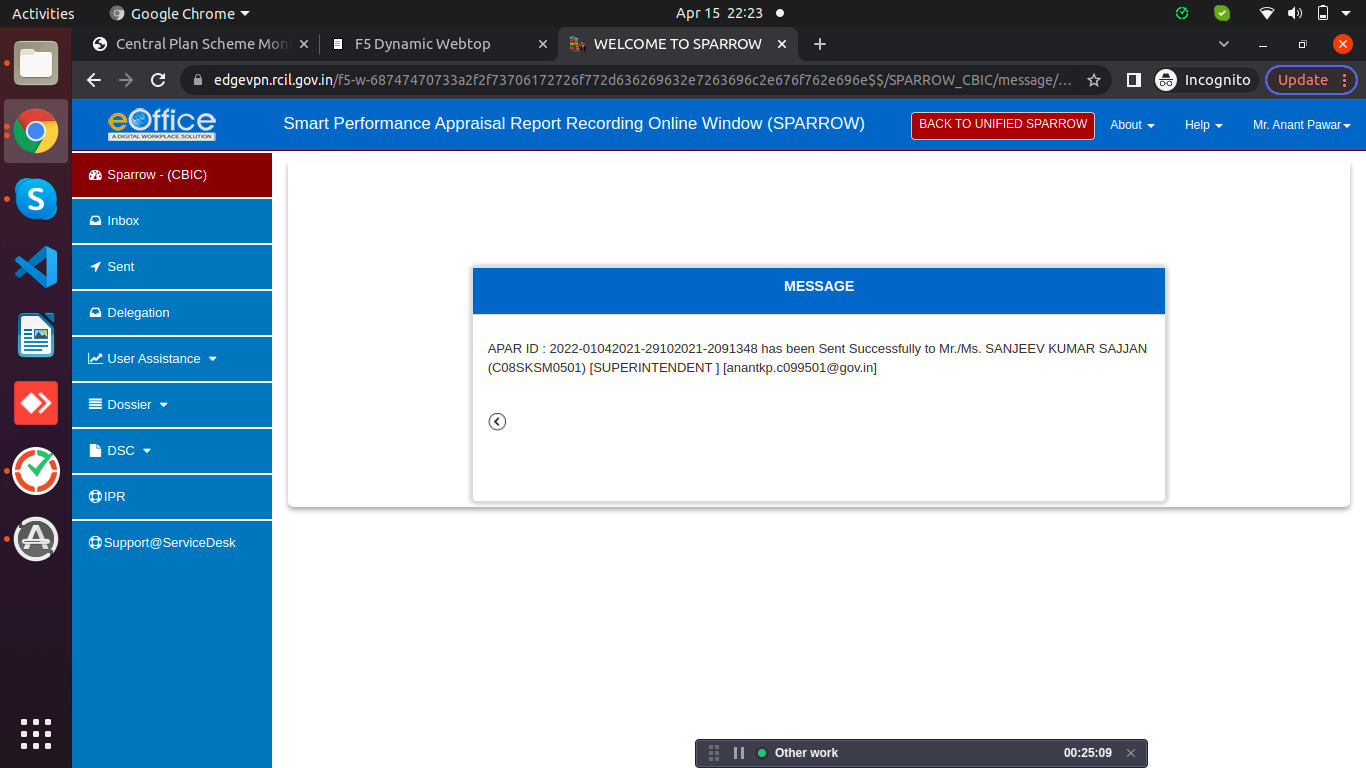 Activities
Google Chrome
Apr 15 22:23
Central Plan Scheme Mon
F5 Dynamic Webtop
WELCOME TO SPARROW
edgevpn.rcil.gov.in/f5-w-68747470733a2f2f73706172726f772d636269632e7263696c2e676f762e696e$$/SPARROW_CBIC/message/...
Incognito
Update
eOffice
A DIGITAL WORKPLACE SOLUTION
Smart Performance Appraisal Report Recording Online Window (SPARROW)
BACK TO UNIFIED SPARROW
About
Help
Mr. Anant Pawar
Sparrow - (CBIC)
Inbox
Sent
Delegation
User Assistance
Dossier
DSC
IPR
Support@ServiceDesk
MESSAGE
APAR ID : 2022-01042021-29102021-2091348 has been Sent Successfully to Mr./Ms. SANJEEV KUMAR SAJJAN
(C08SKSM0501) [SUPERINTENDENT ] [anantkp.c099501@gov.in]
Other work
00:25:09